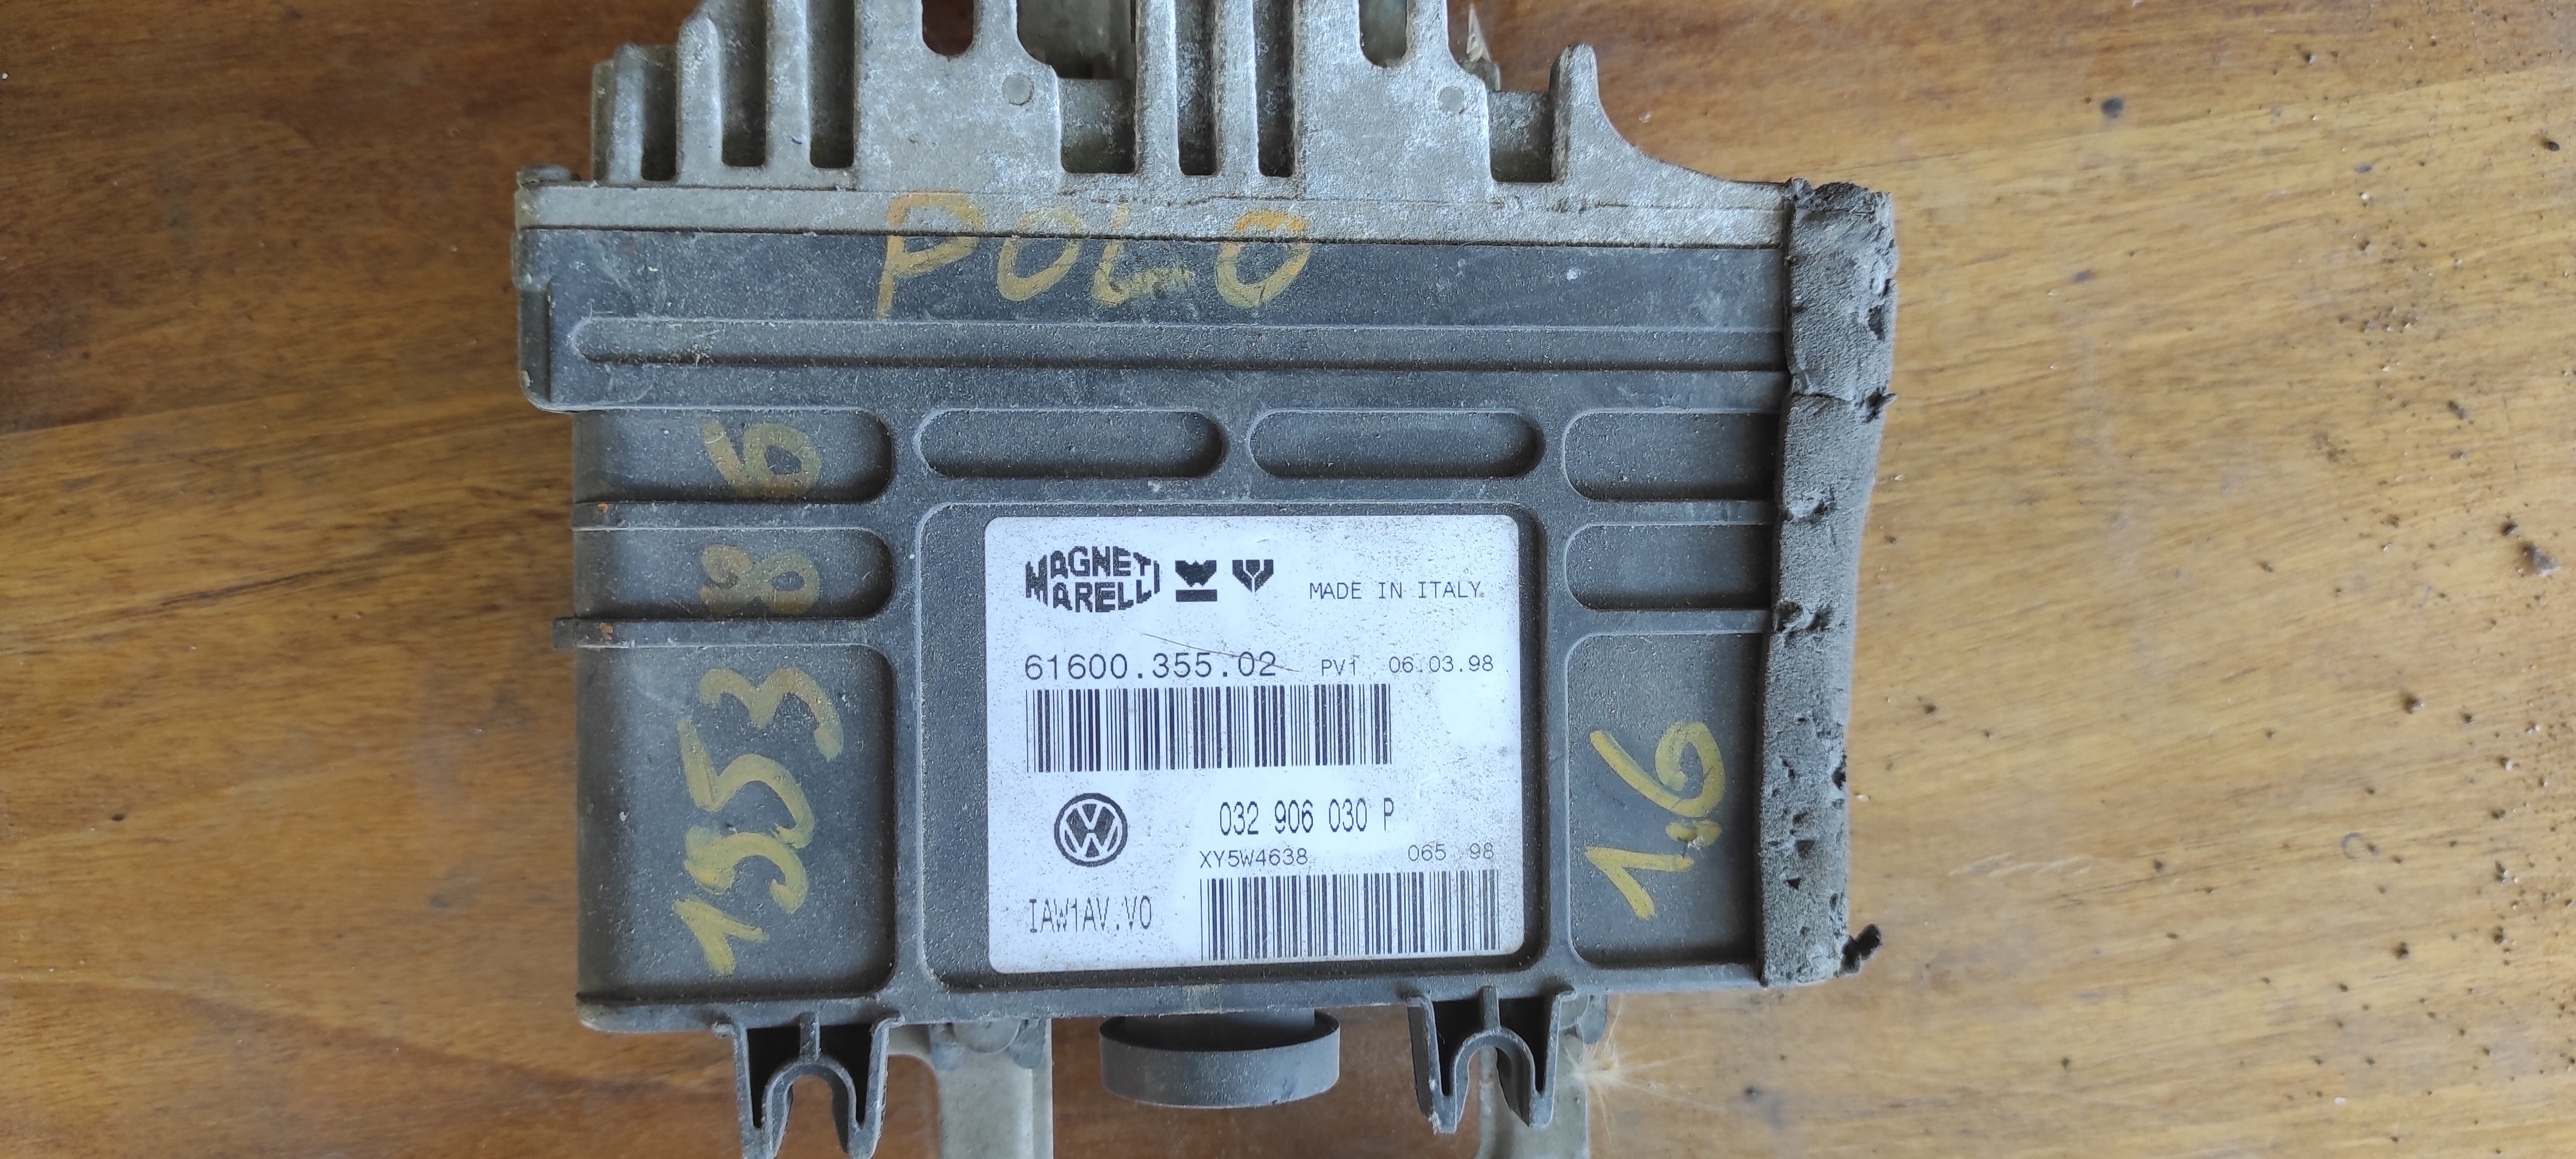 POLO
MAGNETI
MARELLI
MADE IN ITALY
61600.355.02 PV1 06.03.98
032 906 030 P
XY5W4638 065 98
IAW1AV.V0
1.6